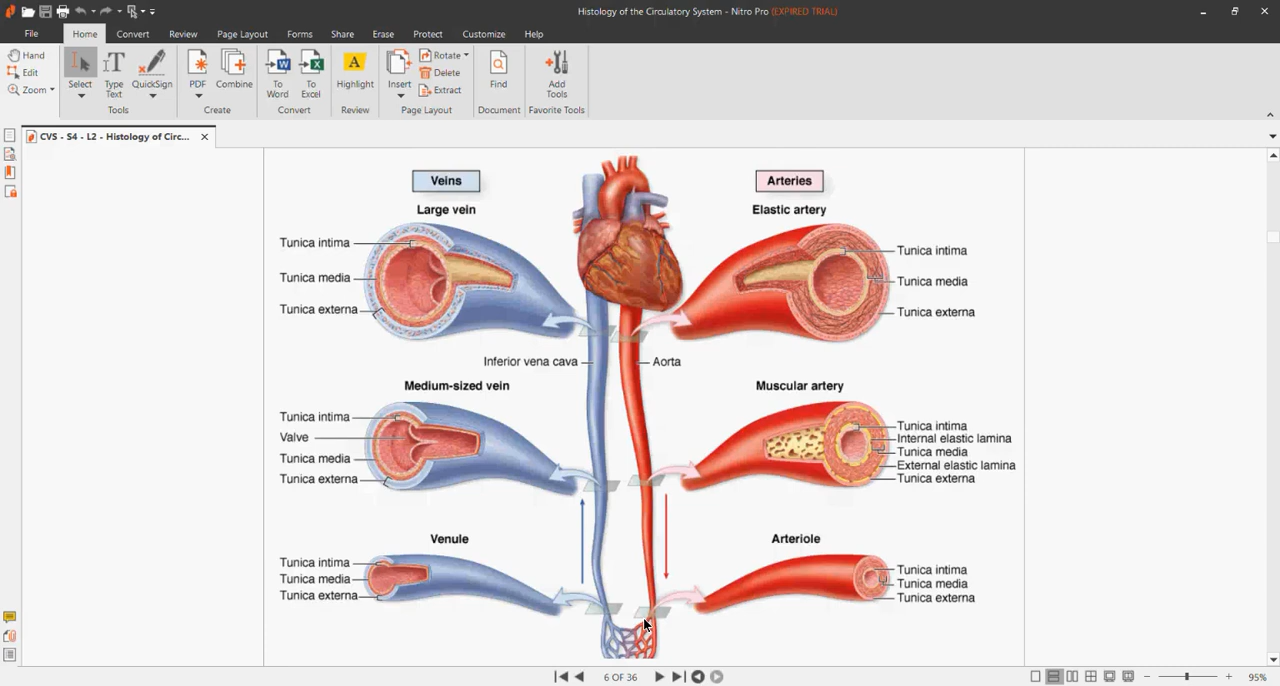 Histology of the Circulatory System - Nitro Pro (EXPIRED TRIAL)
File Home Convert Review Page Layout Forms Share Erase Protect Customize Help
Hand
Edit
Zoom
Select
Type Text
QuickSign
Tools
PDF
Combine
Create
To Word
To Excel
Convert
Highlight
Review
Insert
Rotate
Delete
Extract
Page Layout
Find
Document
Add Tools
Favorite Tools
CVS - S4 - L2 - Histology of Circ...
Veins
Large vein
Tunica intima
Tunica media
Tunica externa
Inferior vena cava
Medium-sized vein
Tunica intima
Valve
Tunica media
Tunica externa
Venule
Tunica intima
Tunica media
Tunica externa
Arteries
Elastic artery
Tunica intima
Tunica media
Tunica externa
Aorta
Muscular artery
Tunica intima
Internal elastic lamina
Tunica media
External elastic lamina
Tunica externa
Arteriole
Tunica intima
Tunica media
Tunica externa
6 OF 36
95%